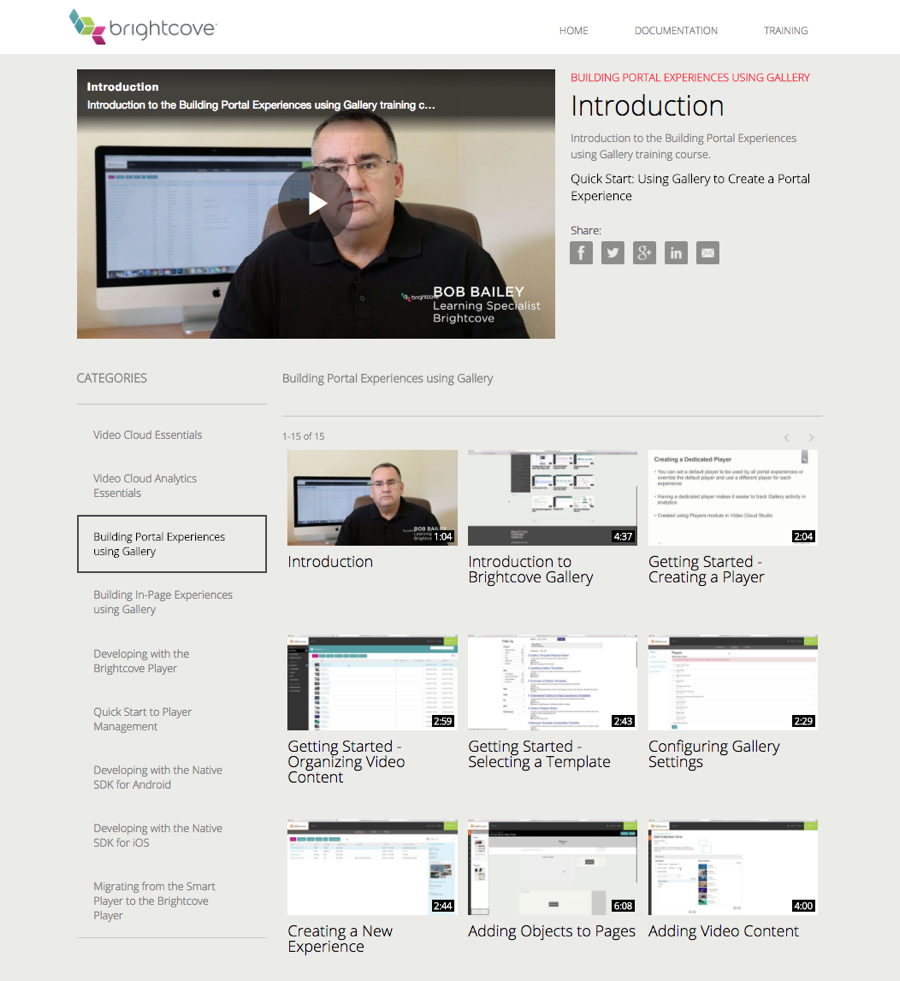 brightcove
HOME
DOCUMENTATION
TRAINING
Introduction
Introduction to the Building Portal Experiences using Gallery training c...
brightcove
BOB BAILEY
Learning Specialist
Brightcove
BUILDING PORTAL EXPERIENCES USING GALLERY
Introduction
Introduction to the Building Portal Experiences
using Gallery training course.
Quick Start: Using Gallery to Create a Portal
Experience
Share:
CATEGORIES
Video Cloud Essentials
Video Cloud Analytics
Essentials
Building Portal Experiences
using Gallery
Building In-Page Experiences
using Gallery
Developing with the
Brightcove Player
Quick Start to Player
Management
Developing with the Native
SDK for Android
Developing with the Native
SDK for iOS
Migrating from the Smart
Player to the Brightcove
Player
Building Portal Experiences using Gallery
1-15 of 15
BOB BAILEY
1:04
Introduction
4:37
Introduction to
Brightcove Gallery
Creating a Dedicated Player
• You can set a default player to be used by all portal experiences or
override the default player and use a different player for each
experience
• Having a dedicated player makes it easier to track Gallery activity in
analytics
• Created using Players module in Video Cloud Studio
2:04
Getting Started -
Creating a Player
2:59
Getting Started -
Organizing Video
Content
2:43
Getting Started -
Selecting a Template
2:29
Configuring Gallery
Settings
2:44
Creating a New
Experience
6:08
Adding Objects to Pages
4:00
Adding Video Content